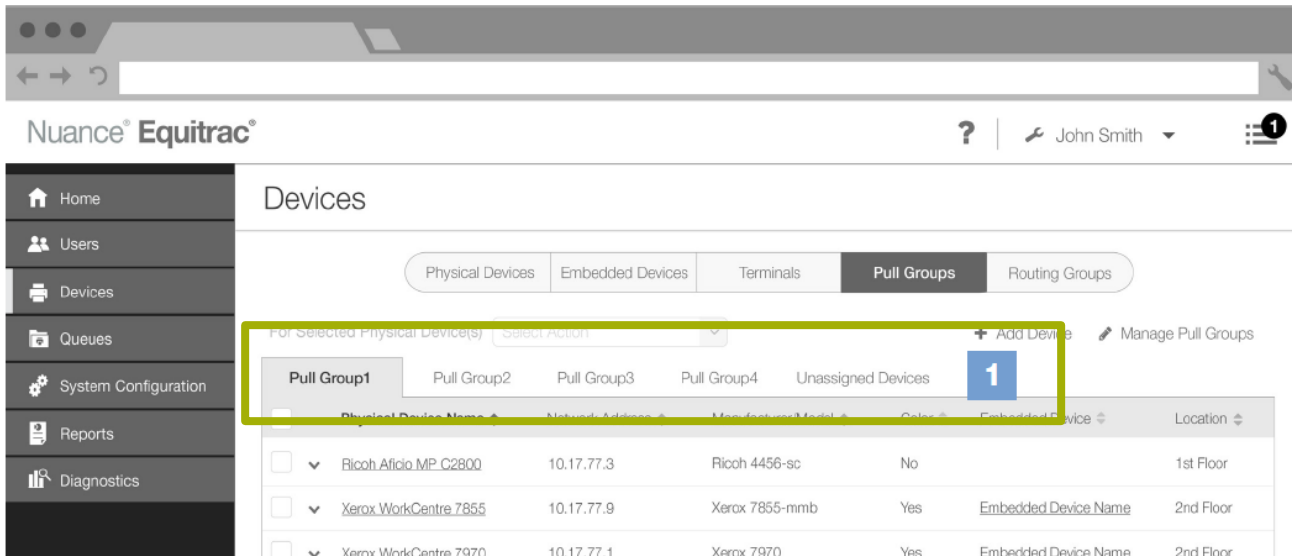 Nuance® Equitrac®
? John Smith 1
Home
Users
Devices
Queues
System Configuration
Reports
Diagnostics
Devices
Physical Devices Embedded Devices Terminals Pull Groups Routing Groups
For Selected Physical Device(s) Select Action + Add Device Manage Pull Groups
Pull Group1 Pull Group2 Pull Group3 Pull Group4 Unassigned Devices 1
Physical Device Name Network Address Manufacturer/Model Color Embedded Device Location
Ricoh Aficio MP C2800 10.17.77.3 Ricoh 4456-sc No 1st Floor
Xerox WorkCentre 7855 10.17.77.9 Xerox 7855-mmb Yes Embedded Device Name 2nd Floor
Xerox WorkCentre 7970 10.17.77.1 Xerox 7970 Yes Embedded Device Name 2nd Floor